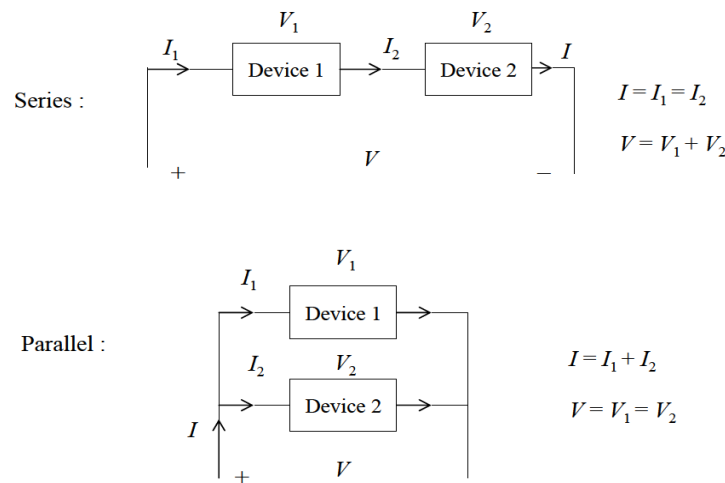 V₁ V₂
I₁ I₂ I
Device 1 Device 2
Series :
I = I₁ = I₂
V = V₁ + V₂
V
+ −
V₁
I₁
Device 1
Parallel :
I₂ V₂
I = I₁ + I₂
Device 2
V = V₁ = V₂
I
+ V